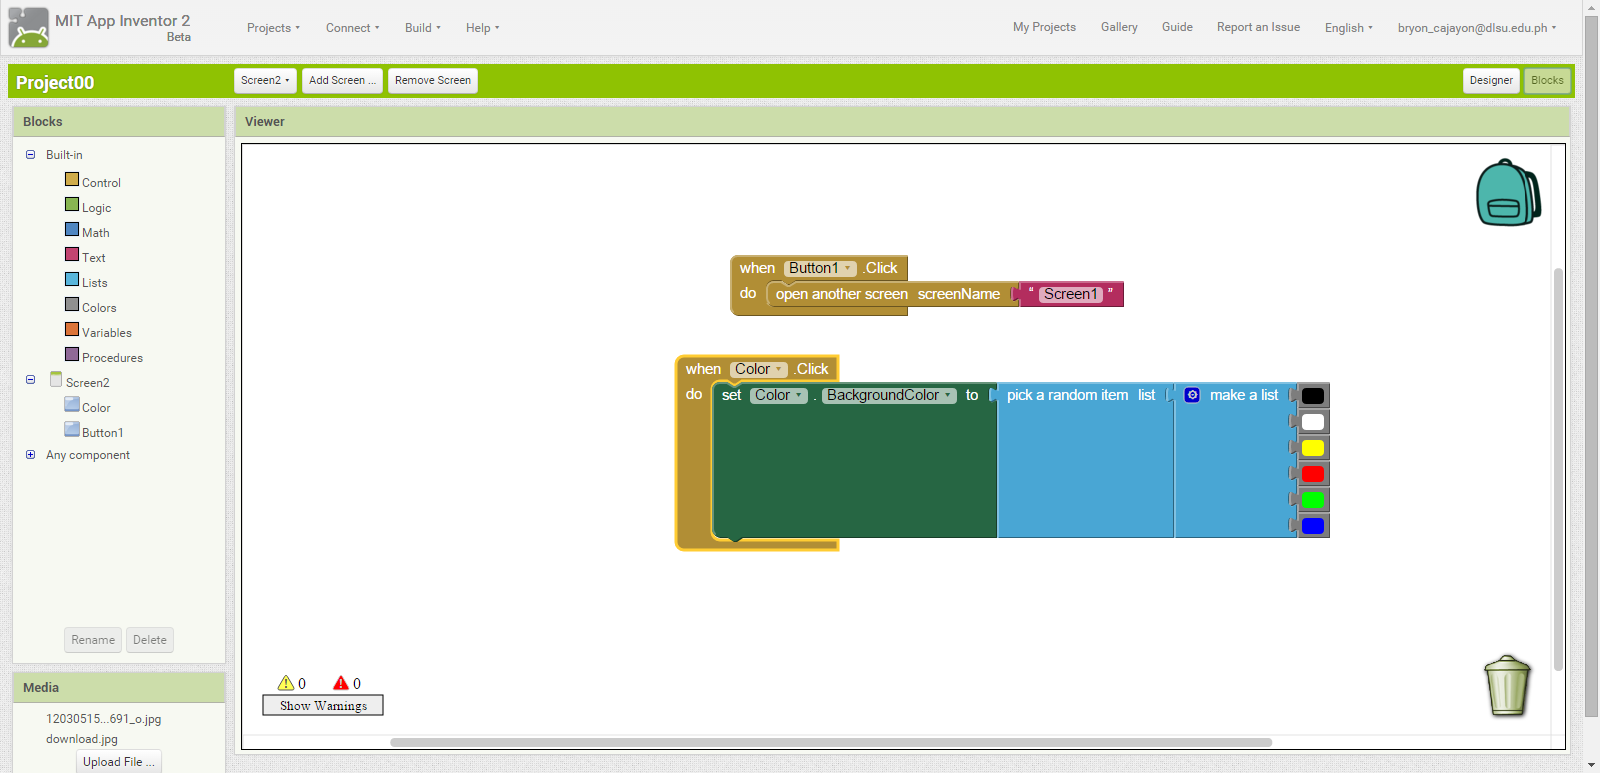 MIT App Inventor 2
Beta
Projects Connect Build Help
My Projects Gallery Guide Report an Issue English bryon_cajayon@dlsu.edu.ph
Project00
Screen2 Add Screen ... Remove Screen
Designer Blocks
Blocks
Built-in
Control
Logic
Math
Text
Lists
Colors
Variables
Procedures
Screen2
Color
Button1
Any component
Rename Delete
Media
12030515...691_o.jpg
download.jpg
Upload File ...
Viewer
when Button1 .Click
do open another screen screenName " Screen1 "
when Color .Click
do set Color . BackgroundColor to pick a random item list make a list
0 0
Show Warnings